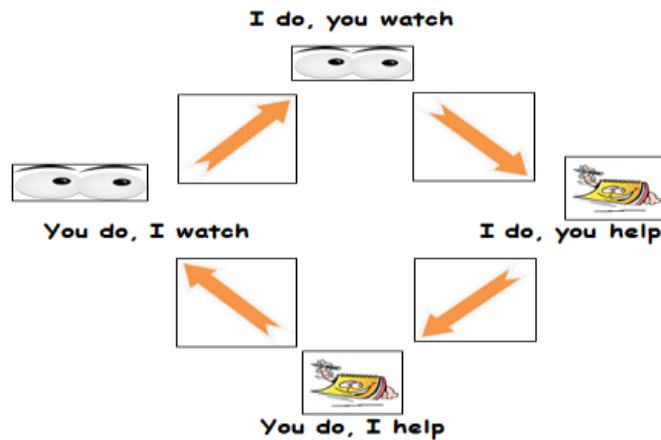 I do, you watch
You do, I watch
I do, you help
You do, I help